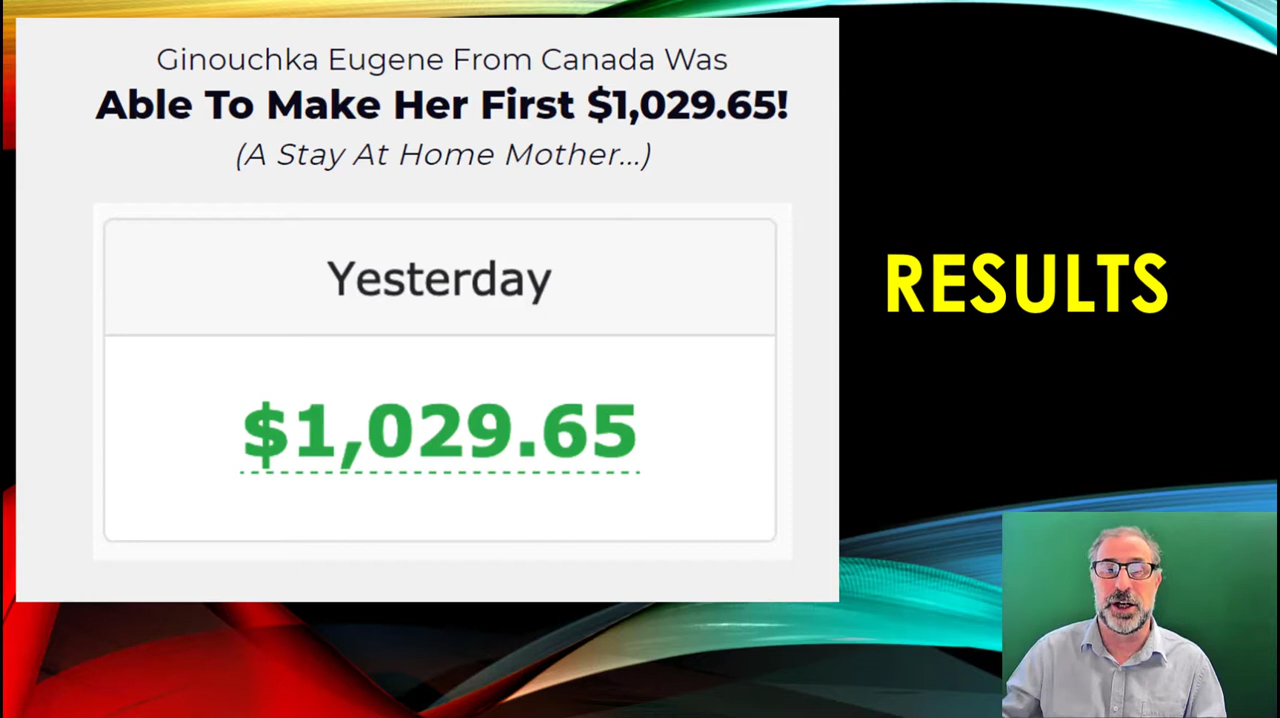 Ginouchka Eugene From Canada Was
Able To Make Her First $1,029.65!
(A Stay At Home Mother...)
Yesterday
$1,029.65
RESULTS